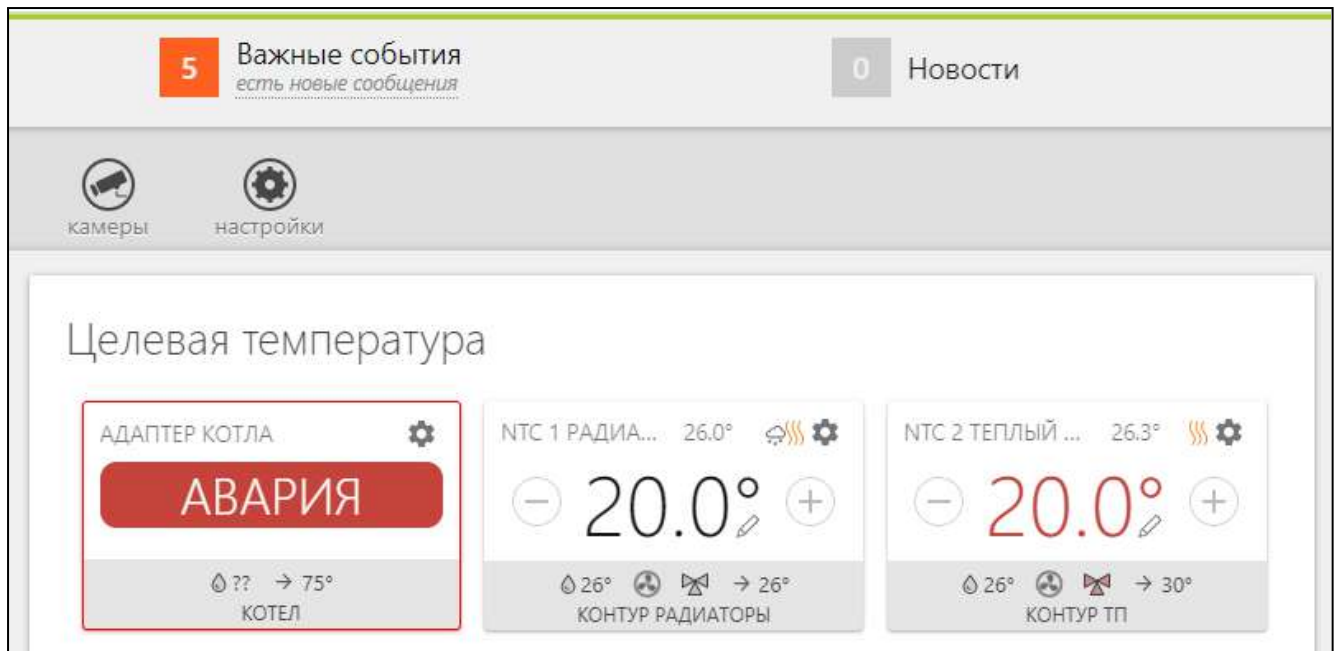 5 Важные события
есть новые сообщения
0 Новости
камеры настройки
Целевая температура
АДАПТЕР КОТЛА
АВАРИЯ
?? → 75°
КОТЕЛ
NTC 1 РАДИА... 26.0°
− 20.0° +
26° → 26°
КОНТУР РАДИАТОРЫ
NTC 2 ТЕПЛЫЙ ... 26.3°
− 20.0° +
26° → 30°
КОНТУР ТП